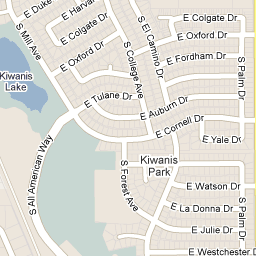 E Duke
E Harva
E Colgate Dr
S Mill Ave
E Colgate Dr
S El Camino Dr
E Oxford Dr
E Oxford Dr
S College Ave
E Fordham Dr
S Palm Dr
Kiwanis
Lake
E Tulane Dr
E Auburn Dr
E Cornell Dr
E Yale Dr
S All American Way
Kiwanis
Park
S Forest Ave
E Watson Dr
E La Donna Dr
S Palm Dr
E Julie Dr
E Westchester Dr